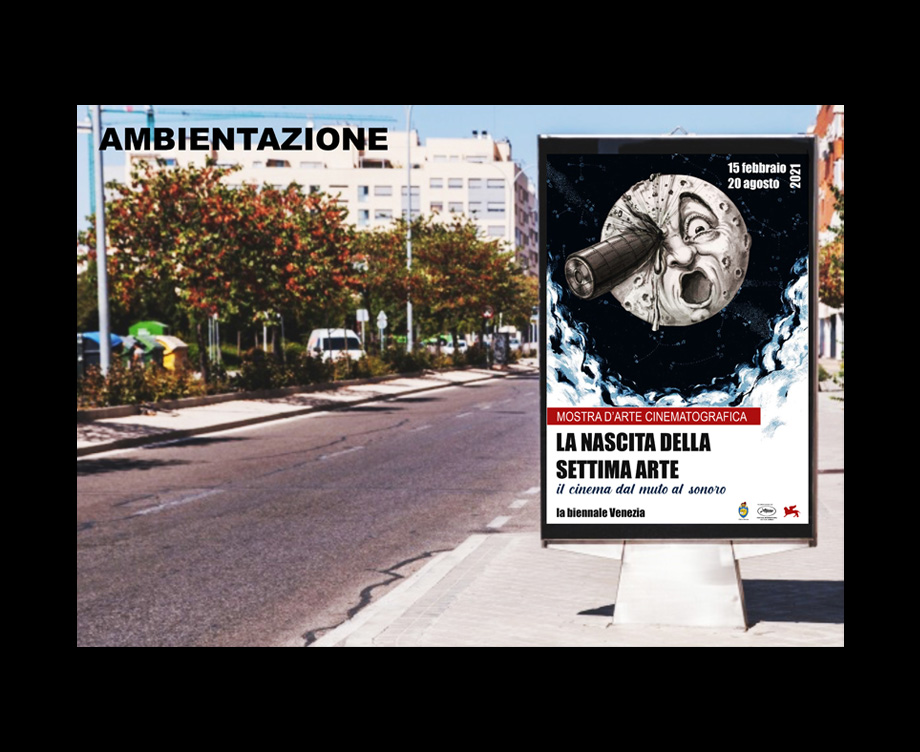 AMBIENTAZIONE
15 febbraio
20 agosto
2021
MOSTRA D'ARTE CINEMATOGRAFICA
LA NASCITA DELLA
SETTIMA ARTE
il cinema dal muto al sonoro
la biennale Venezia